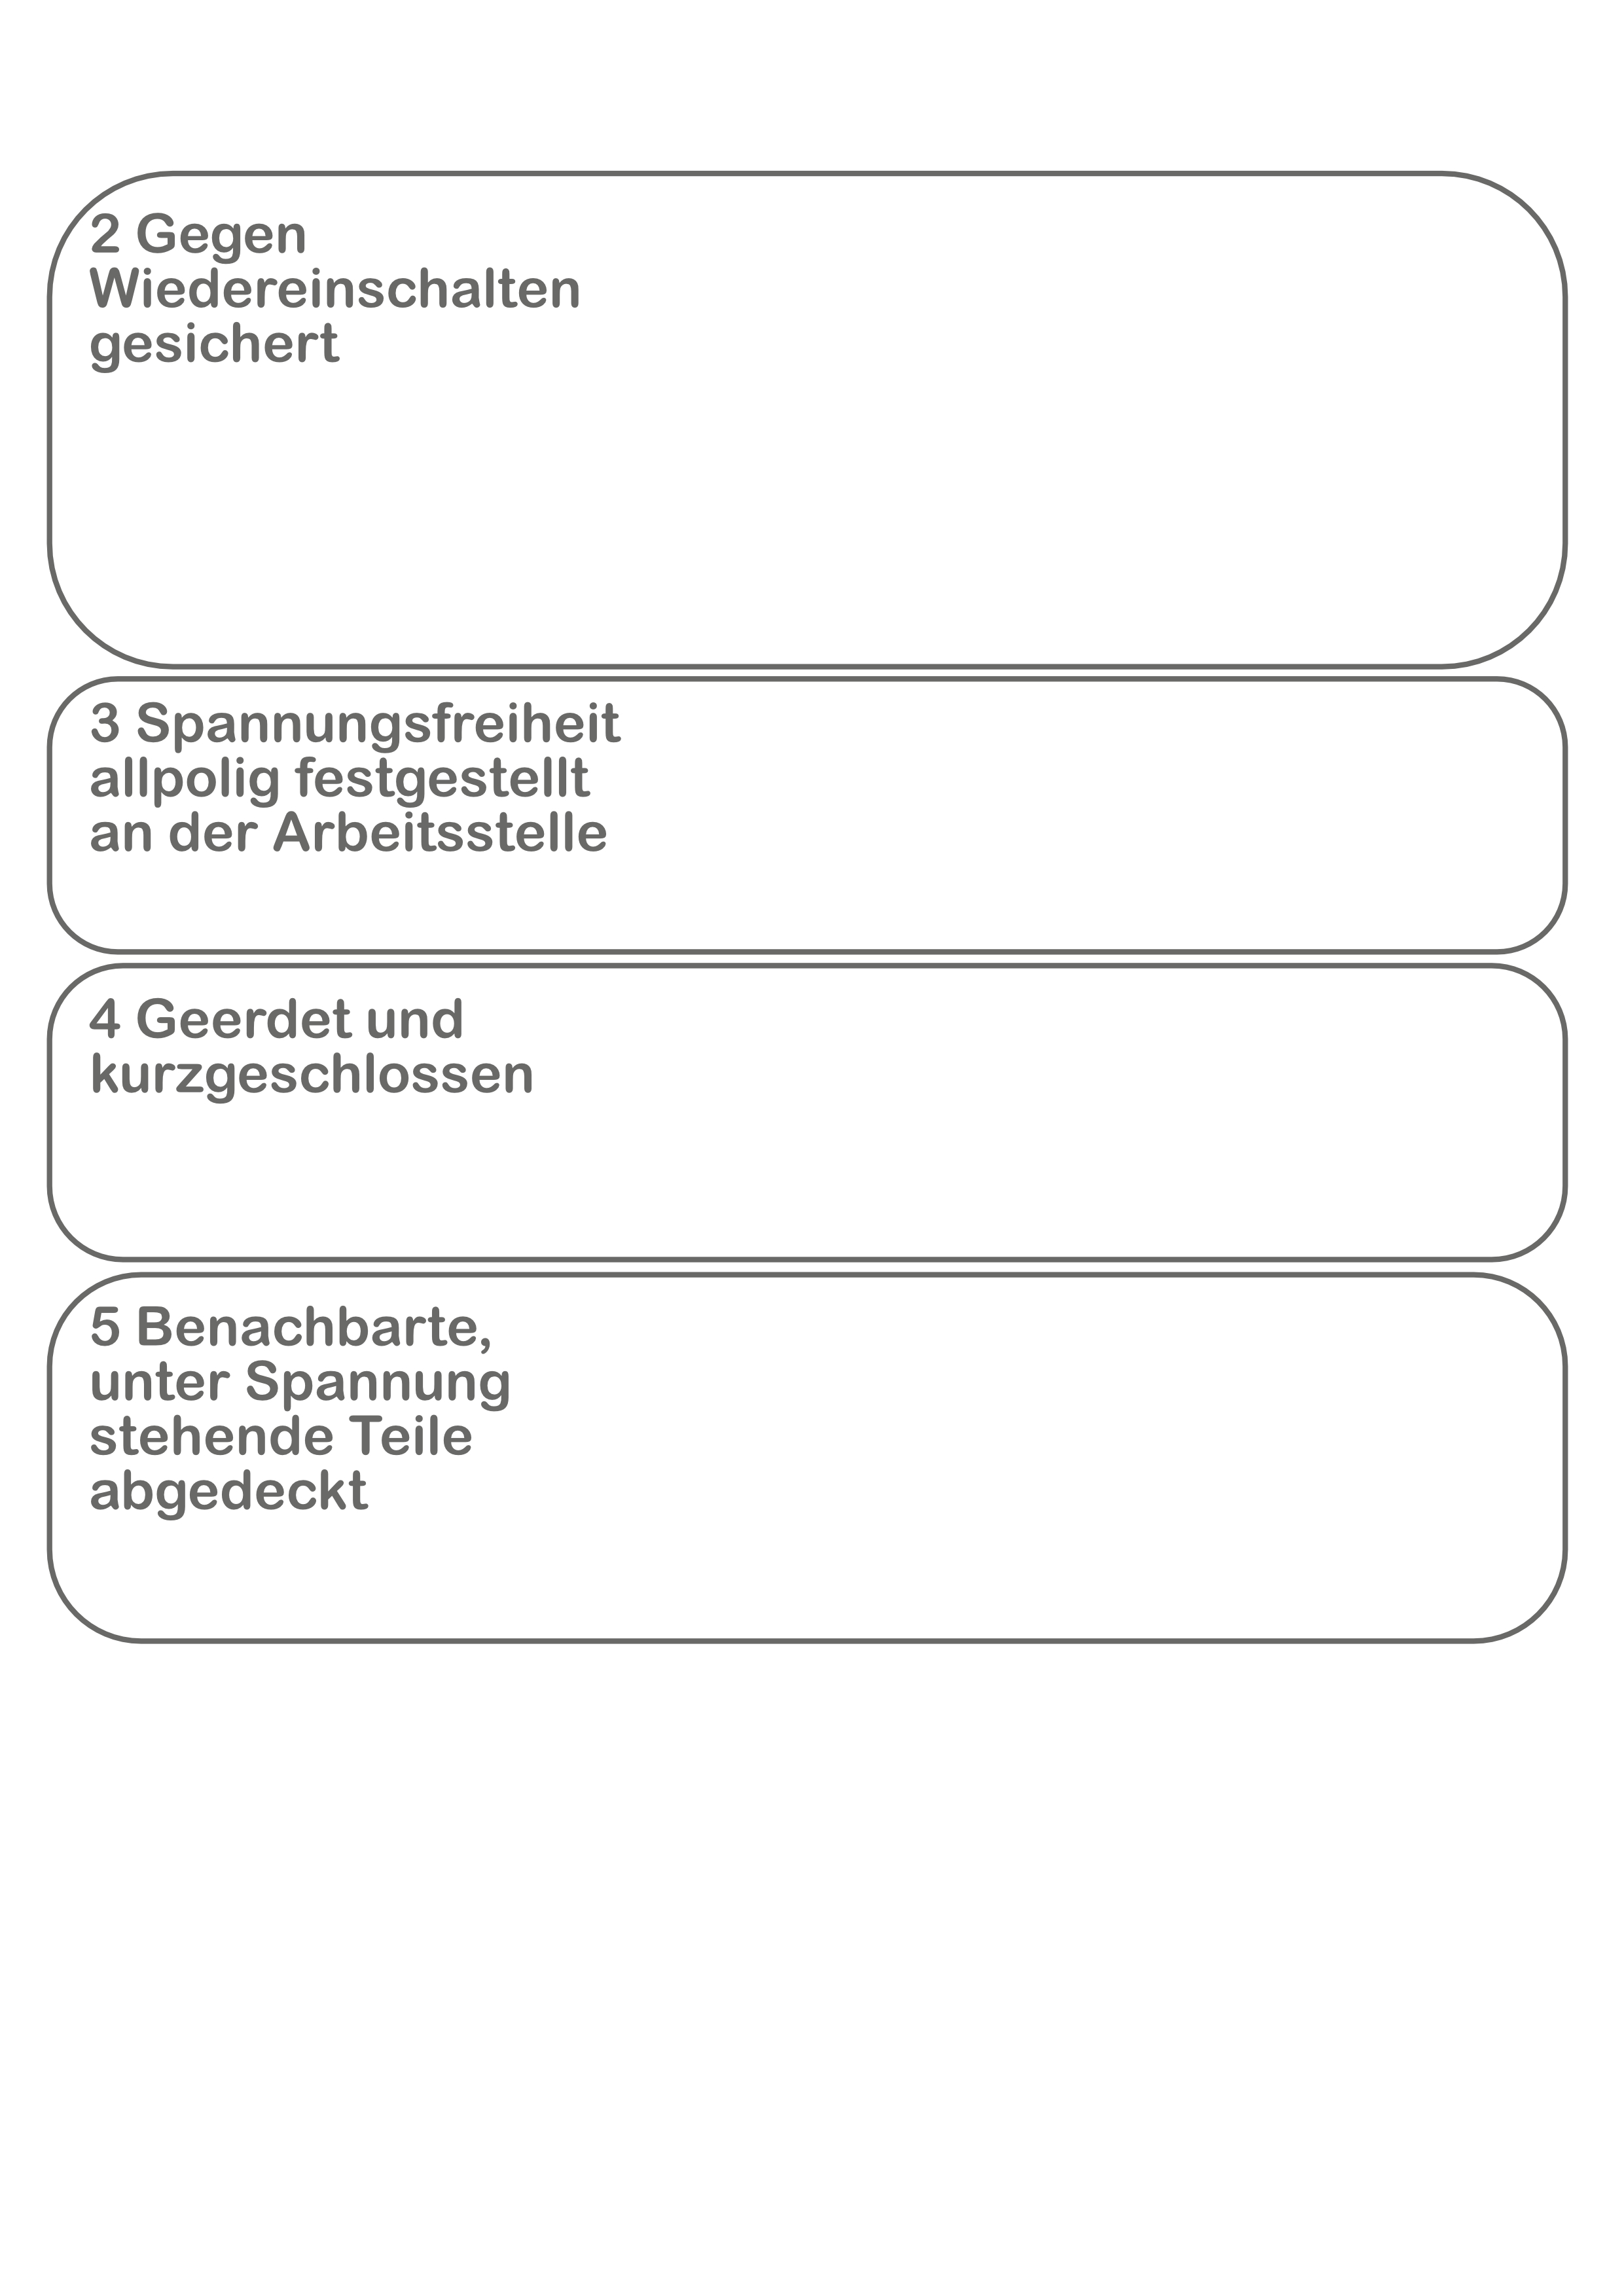 2 Gegen
Wiedereinschalten
gesichert
3 Spannungsfreiheit
allpolig festgestellt
an der Arbeitsstelle
4 Geerdet und
kurzgeschlossen
5 Benachbarte,
unter Spannung
stehende Teile
abgedeckt